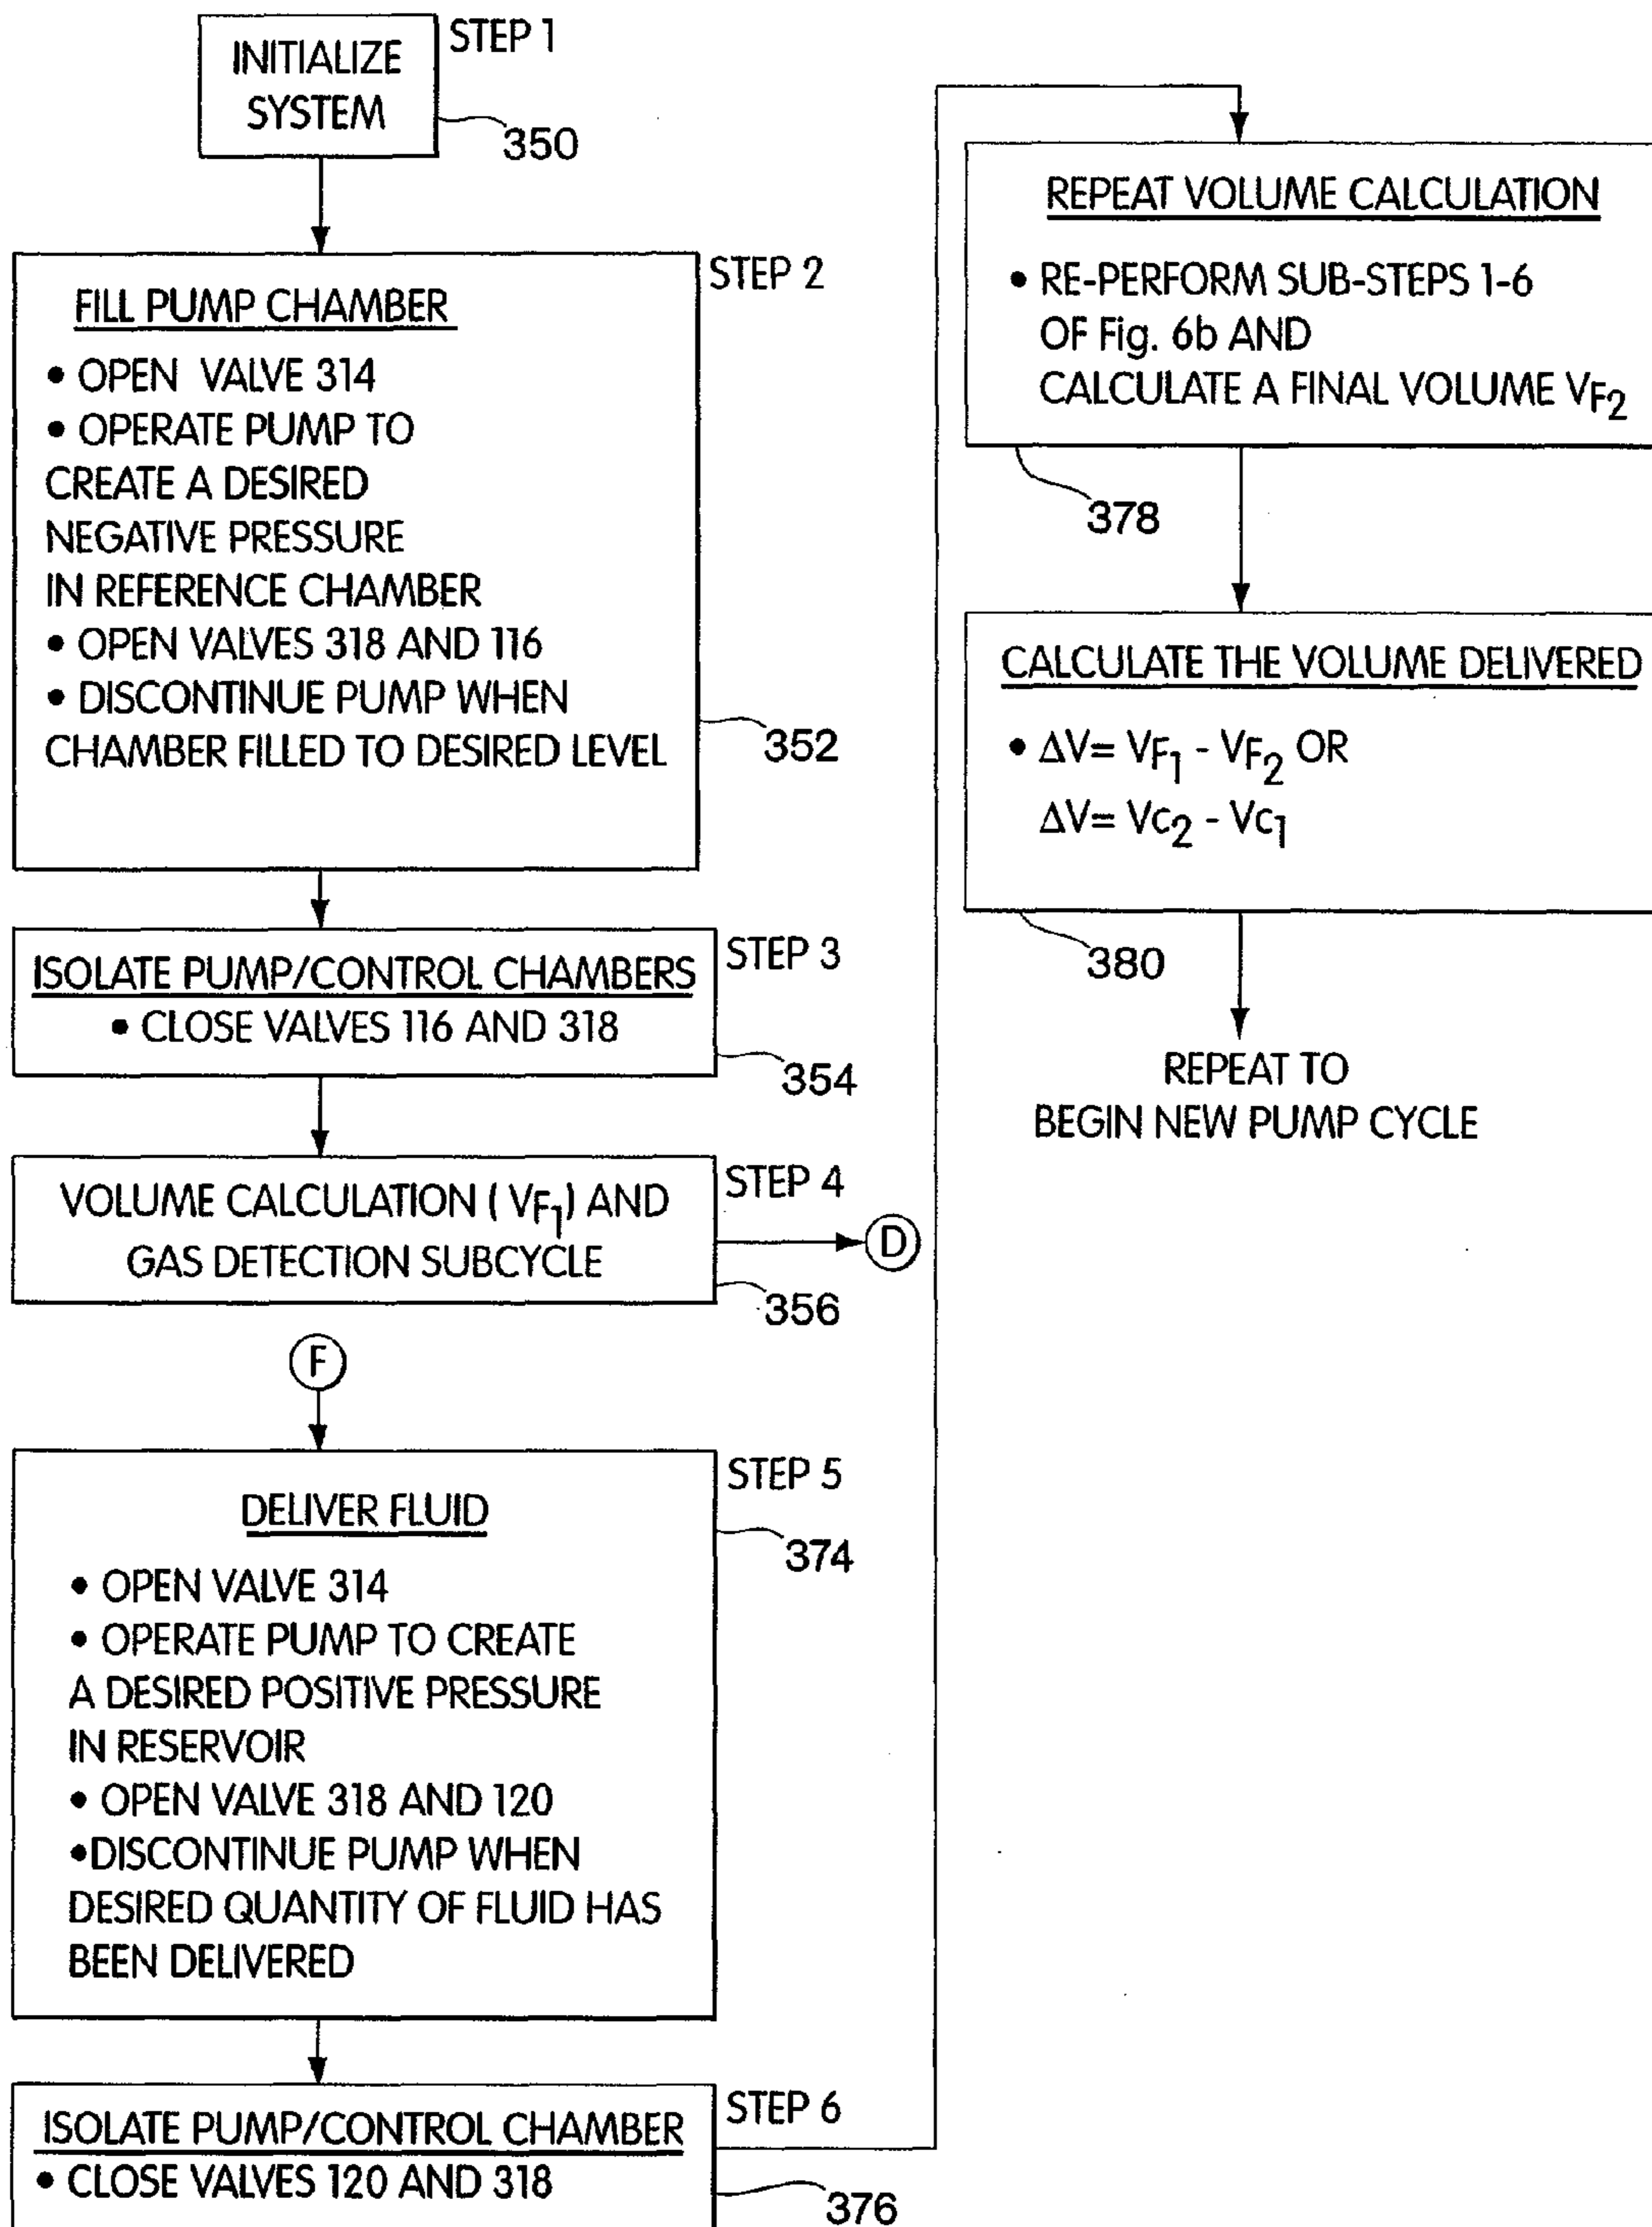 INITIALIZE
SYSTEM
STEP 1
350
FILL PUMP CHAMBER
STEP 2
• OPEN VALVE 314
• OPERATE PUMP TO
CREATE A DESIRED
NEGATIVE PRESSURE
IN REFERENCE CHAMBER
• OPEN VALVES 318 AND 116
• DISCONTINUE PUMP WHEN
CHAMBER FILLED TO DESIRED LEVEL
352
ISOLATE PUMP/CONTROL CHAMBERS
STEP 3
• CLOSE VALVES 116 AND 318
354
VOLUME CALCULATION ( VF1) AND
GAS DETECTION SUBCYCLE
STEP 4
D
356
F
DELIVER FLUID
STEP 5
374
• OPEN VALVE 314
• OPERATE PUMP TO CREATE
A DESIRED POSITIVE PRESSURE
IN RESERVOIR
• OPEN VALVE 318 AND 120
•DISCONTINUE PUMP WHEN
DESIRED QUANTITY OF FLUID HAS
BEEN DELIVERED
ISOLATE PUMP/CONTROL CHAMBER
STEP 6
• CLOSE VALVES 120 AND 318
376
REPEAT VOLUME CALCULATION
• RE-PERFORM SUB-STEPS 1-6
OF Fig. 6b AND
CALCULATE A FINAL VOLUME VF2
378
CALCULATE THE VOLUME DELIVERED
• ΔV= VF1 - VF2 OR
ΔV= VC2 - VC1
380
REPEAT TO
BEGIN NEW PUMP CYCLE